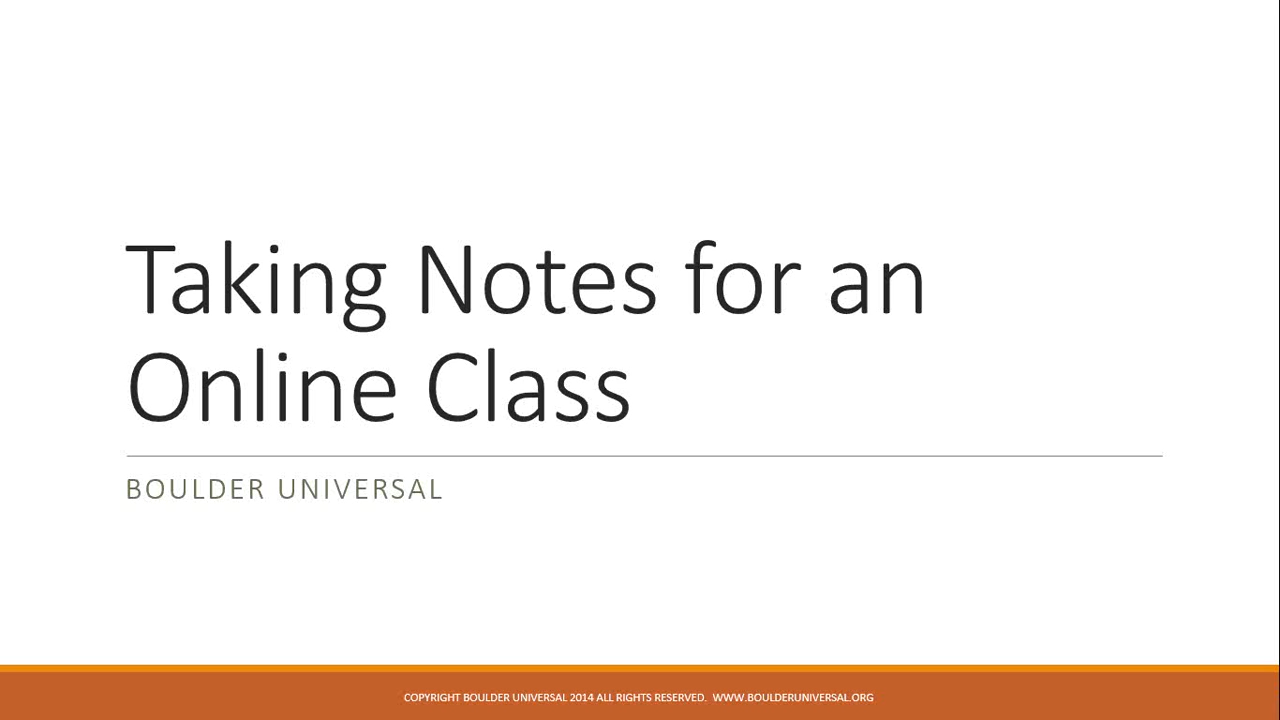 Taking Notes for an
Online Class
BOULDER UNIVERSAL
COPYRIGHT BOULDER UNIVERSAL 2014 ALL RIGHTS RESERVED.  WWW.BOULDERUNIVERSAL.ORG